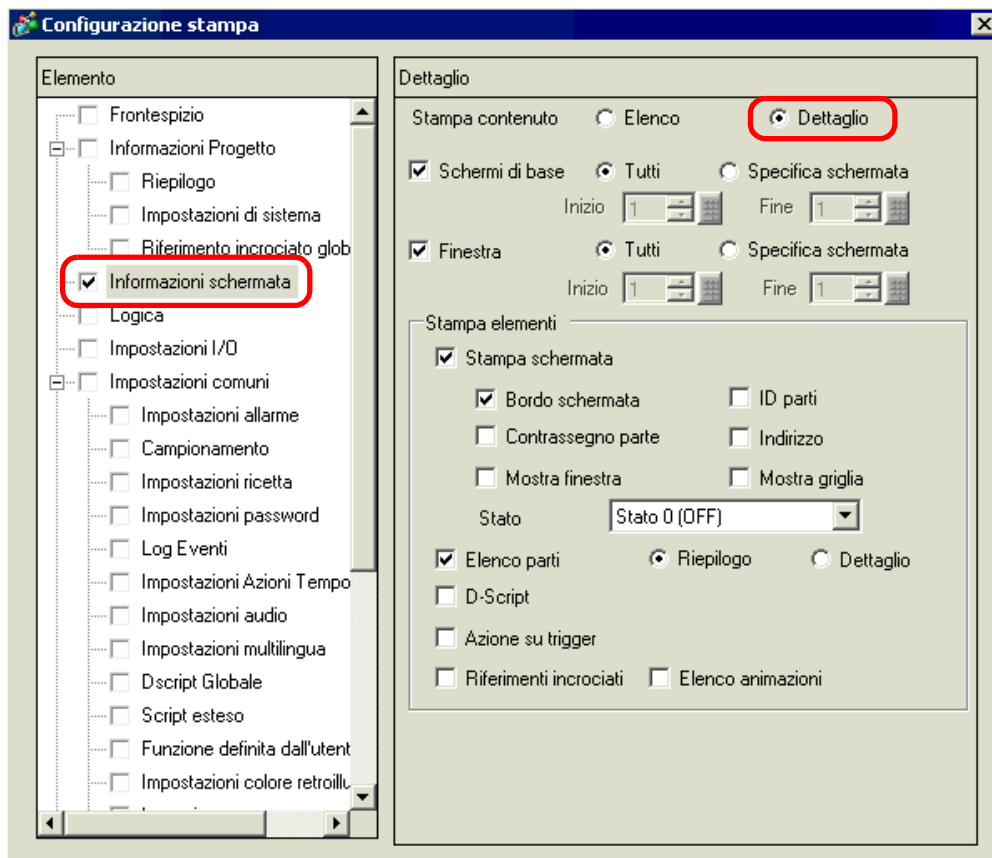 Configurazione stampa
Elemento
Frontespizio
Informazioni Progetto
Riepilogo
Impostazioni di sistema
Riferimento incrociato glob
Informazioni schermata
Logica
Impostazioni I/O
Impostazioni comuni
Impostazioni allarme
Campionamento
Impostazioni ricetta
Impostazioni password
Log Eventi
Impostazioni Azioni Tempo
Impostazioni audio
Impostazioni multilingua
Dscript Globale
Script esteso
Funzione definita dall'utent
Impostazioni colore retroillu
Dettaglio
Stampa contenuto Elenco Dettaglio
Schermi di base Tutti Specifica schermata
Inizio 1 Fine 1
Finestra Tutti Specifica schermata
Inizio 1 Fine 1
Stampa elementi
Stampa schermata
Bordo schermata ID parti
Contrassegno parte Indirizzo
Mostra finestra Mostra griglia
Stato Stato 0 (OFF)
Elenco parti Riepilogo Dettaglio
D-Script
Azione su trigger
Riferimenti incrociati Elenco animazioni